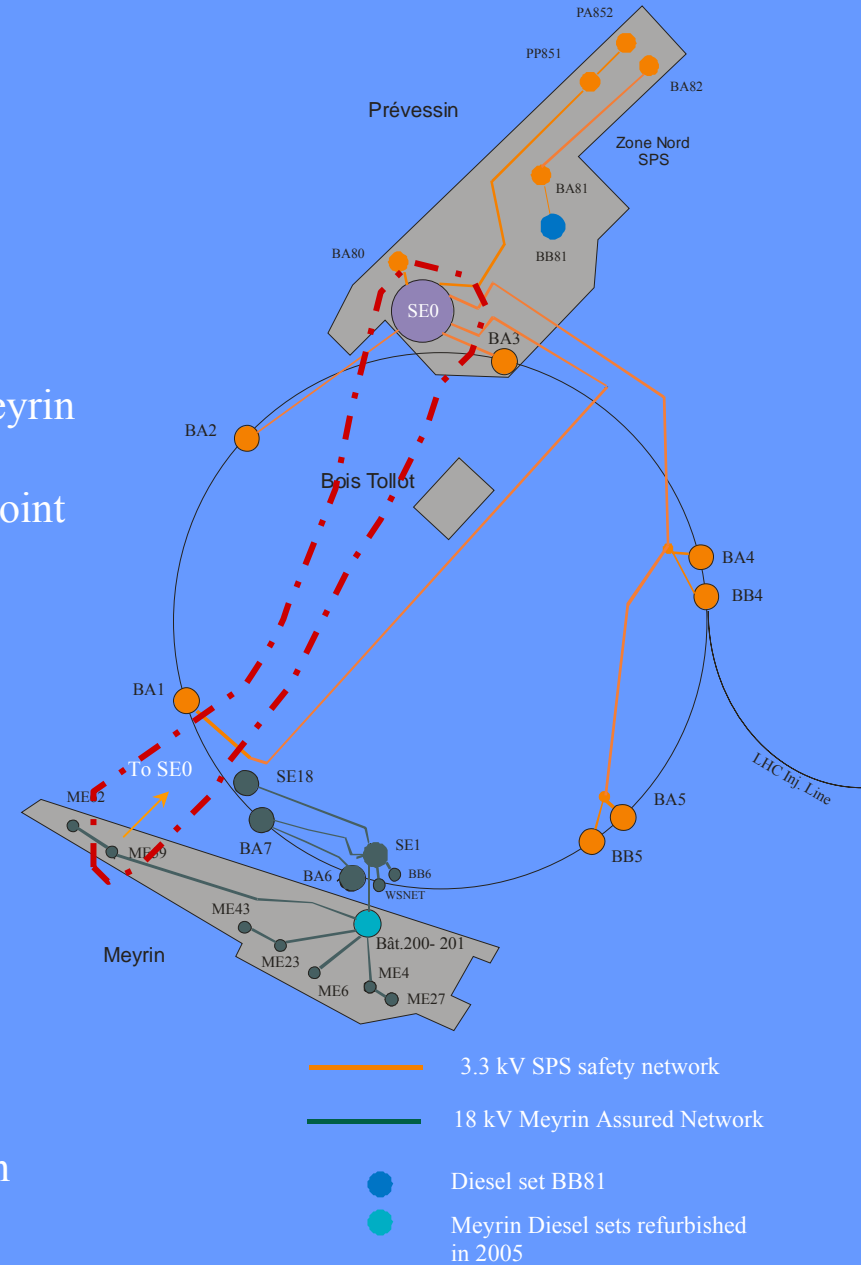 PA852
PP851
BA82
Prévessin
Zone Nord
SPS
BA81
BA80
BB81
SE0
BA3
eyrin
BA2
Bois Tollot
oint
BA4
BB4
BA1
To SE0
SE18
LHC Inj. Line
BA5
BA7
SE1
BB5
BA6
BB6
WSNET
ME43
Bât.200- 201
Meyrin
ME23
ME6
ME4
ME27
3.3 kV SPS safety network
18 kV Meyrin Assured Network
n
Diesel set BB81
Meyrin Diesel sets refurbished
in 2005